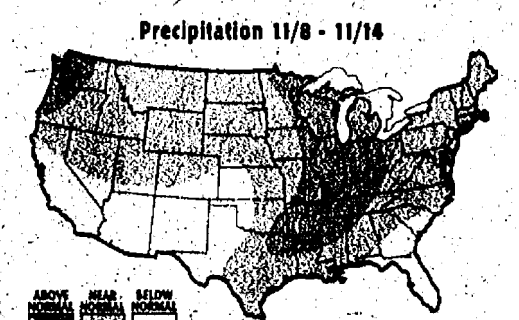 Precipitation 11/8 - 11/14
ABOVE NORMAL
NEAR NORMAL
BELOW NORMAL